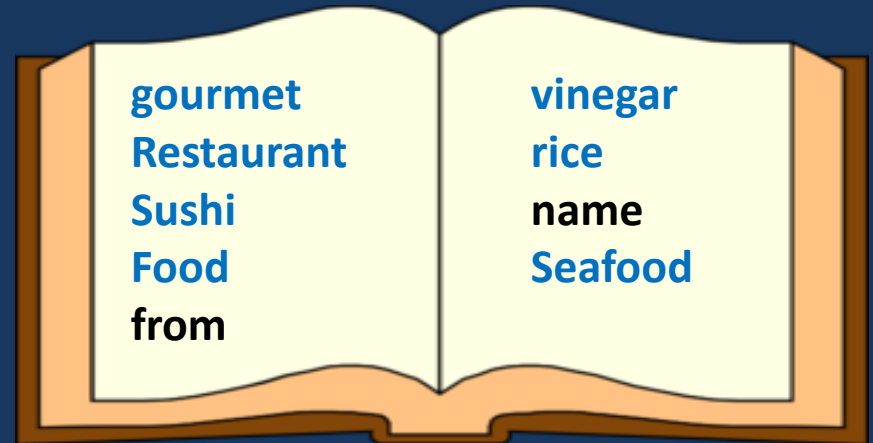 gourmet
Restaurant
Sushi
Food
from
vinegar
rice
name
Seafood